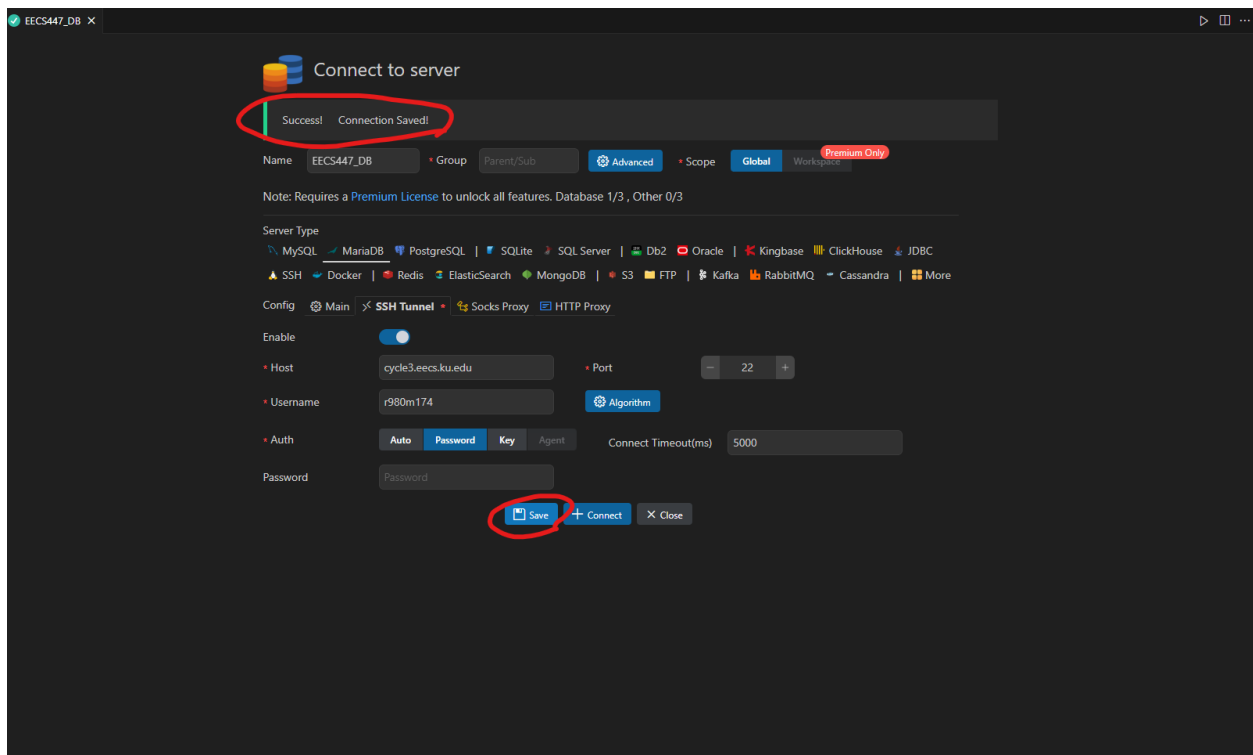 EECS447_DB
Connect to server
Success! Connection Saved!
Name EECS447_DB * Group Parent/Sub Advanced * Scope Global Workspace Premium Only
Note: Requires a Premium License to unlock all features. Database 1/3 , Other 0/3
Server Type
MySQL MariaDB PostgreSQL | SQLite SQL Server | Db2 Oracle | Kingbase ClickHouse JDBC
SSH Docker | Redis ElasticSearch MongoDB | S3 FTP | Kafka RabbitMQ Cassandra | More
Config Main SSH Tunnel * Socks Proxy HTTP Proxy
Enable
* Host cycle3.eecs.ku.edu * Port − 22 +
* Username r980m174 Algorithm
* Auth Auto Password Key Agent Connect Timeout(ms) 5000
Password Password
Save + Connect × Close